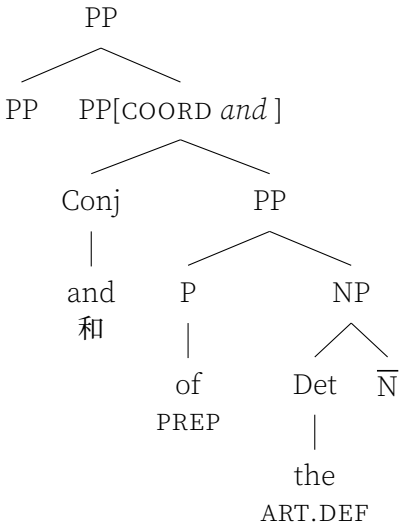 PP
PP PP[COORD and ]
Conj PP
and P NP
和
of Det N̅
PREP
the
ART.DEF